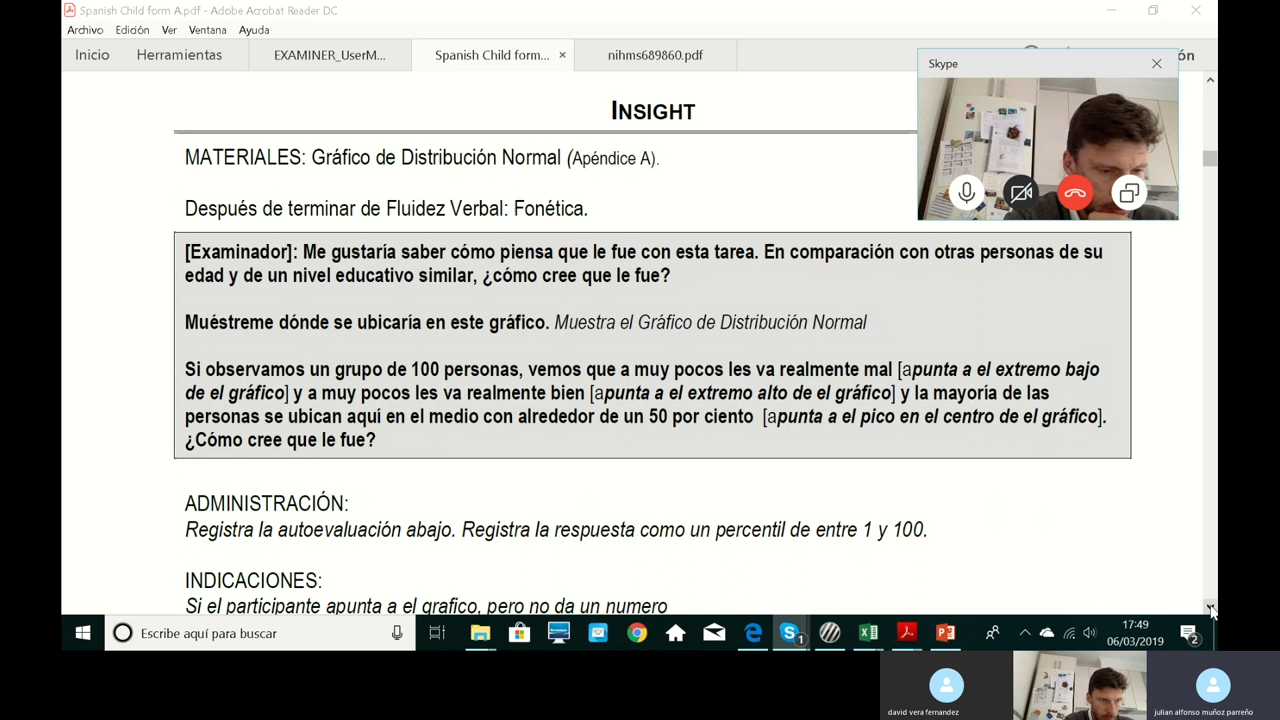 Spanish Child form A.pdf - Adobe Acrobat Reader DC
Archivo Edición Ver Ventana Ayuda
Inicio Herramientas EXAMINER_UserM... Spanish Child form... × nihms689860.pdf ón
Skype
INSIGHT
MATERIALES: Gráfico de Distribución Normal (Apéndice A).
Después de terminar de Fluidez Verbal: Fonética.
[Examinador]: Me gustaría saber cómo piensa que le fue con esta tarea. En comparación con otras personas de su
edad y de un nivel educativo similar, ¿cómo cree que le fue?
Muéstreme dónde se ubicaría en este gráfico. Muestra el Gráfico de Distribución Normal
Si observamos un grupo de 100 personas, vemos que a muy pocos les va realmente mal [apunta a el extremo bajo
de el gráfico] y a muy pocos les va realmente bien [apunta a el extremo alto de el gráfico] y la mayoría de las
personas se ubican aquí en el medio con alrededor de un 50 por ciento [apunta a el pico en el centro de el gráfico].
¿Cómo cree que le fue?
ADMINISTRACIÓN:
Registra la autoevaluación abajo. Registra la respuesta como un percentil de entre 1 y 100.
INDICACIONES:
Si el participante apunta a el grafico, pero no da un numero
Escribe aquí para buscar
1
17:49
06/03/2019
2
david vera fernandez
julian alfonso muñoz parreño